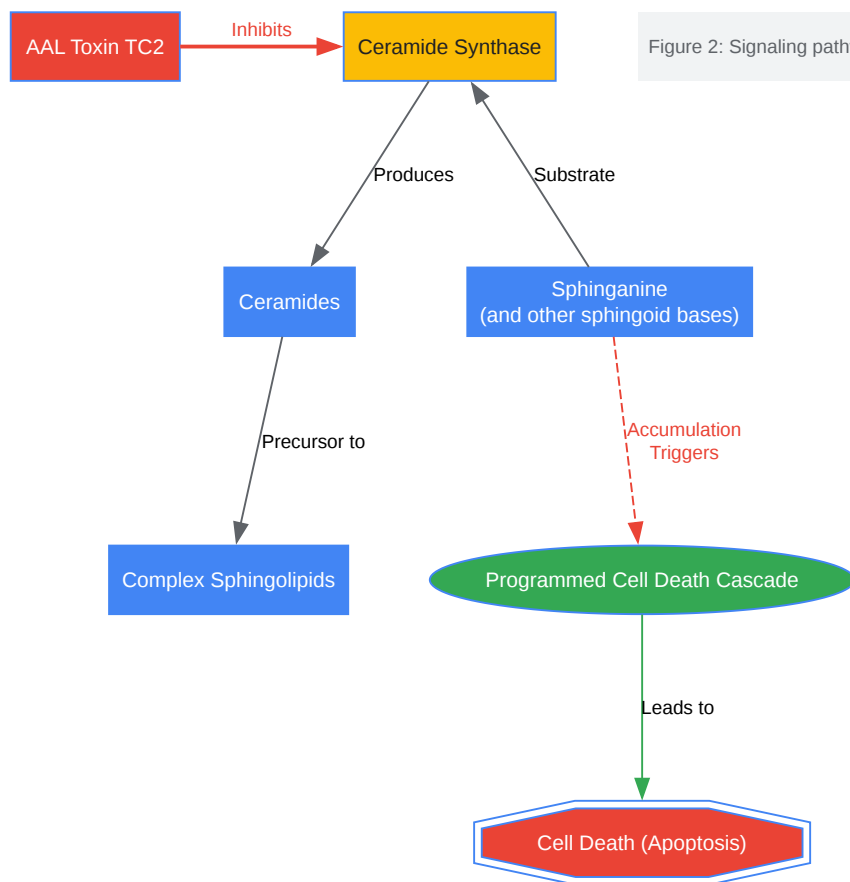 AAL Toxin TC2
Inhibits
Ceramide Synthase
Figure 2: Signaling path
Produces
Substrate
Ceramides
Sphinganine
(and other sphingoid bases)
Precursor to
Accumulation
Triggers
Complex Sphingolipids
Programmed Cell Death Cascade
Leads to
Cell Death (Apoptosis)